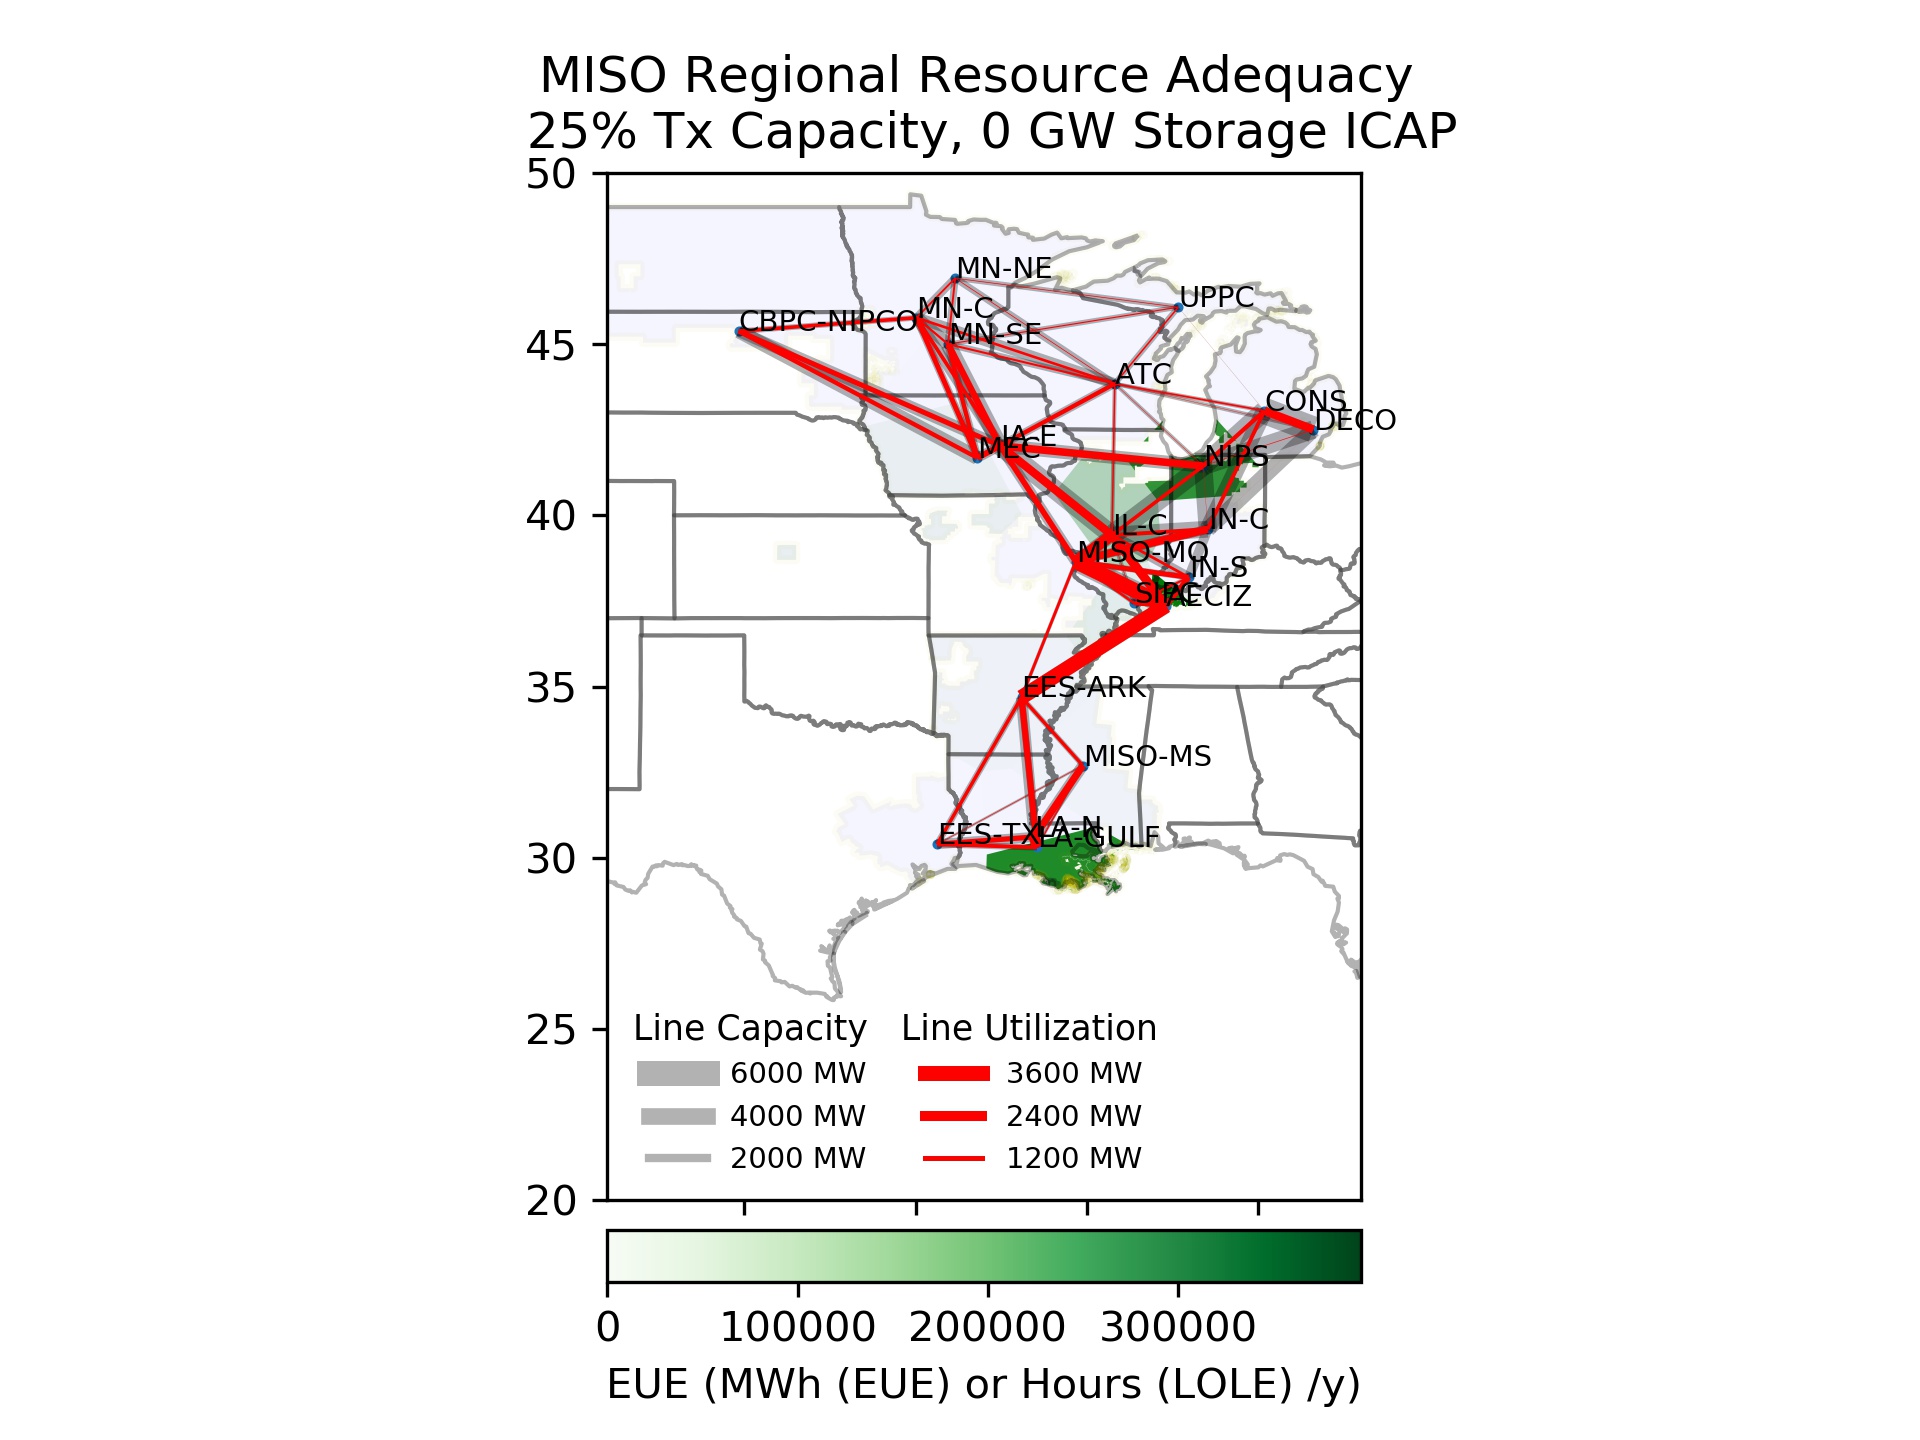 MISO Regional Resource Adequacy
25% Tx Capacity, 0 GW Storage ICAP
50
45
40
35
30
25
20
MN-NE
UPPC
MN-C
CBPC-NIPCO
MN-SE
ATC
CONS
DECO
IA-E
MEC
NIPS
IL-C
IN-C
MISO-MO
IN-S
SIPC
AECIZ
EES-ARK
MISO-MS
LA-N
EES-TX
LA-GULF
Line Capacity
6000 MW
4000 MW
2000 MW
Line Utilization
3600 MW
2400 MW
1200 MW
0 100000 200000 300000
EUE (MWh (EUE) or Hours (LOLE) /y)